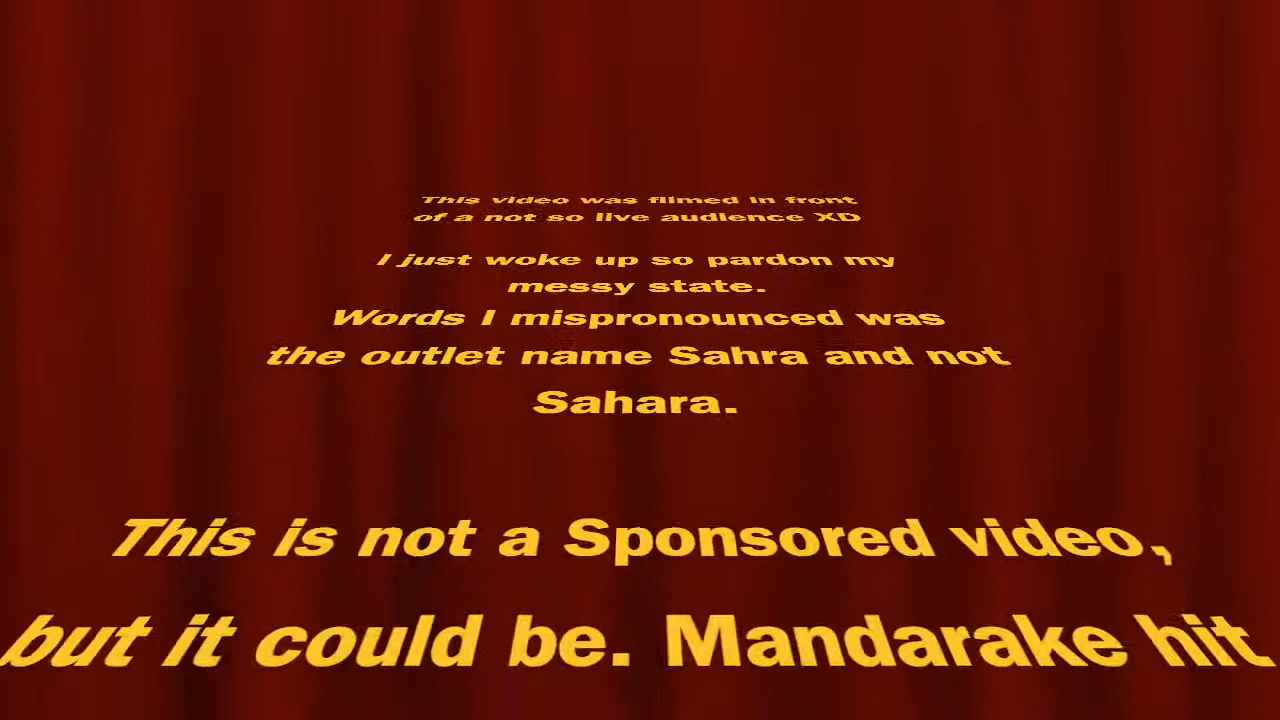 This video was filmed in front
of a not so live audience XD
I just woke up so pardon my
messy state.
Words I mispronounced was
the outlet name Sahra and not
Sahara.
This is not a Sponsored video,
but it could be. Mandarake hit